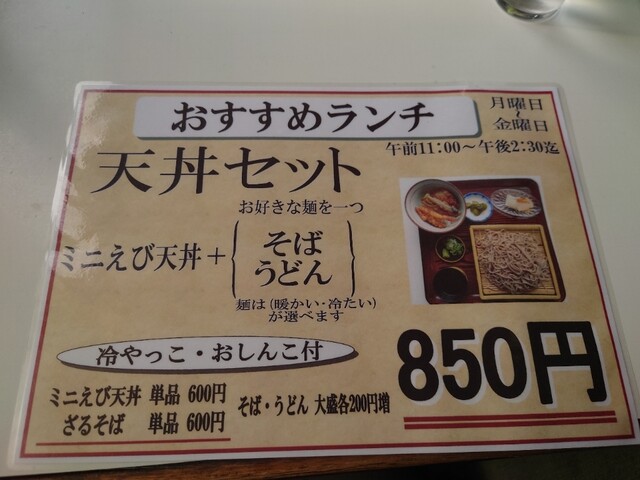 おすすめランチ
月曜日
～
金曜日
午前11:00～午後2:30迄
天丼セット
お好きな麺を一つ
ミニえび天丼＋
そば
うどん
麺は(暖かい・冷たい)
が選べます
冷やっこ・おしんこ付
850円
ミニえび天丼 単品 600円
ざるそば 単品 600円
そば・うどん 大盛各200円増